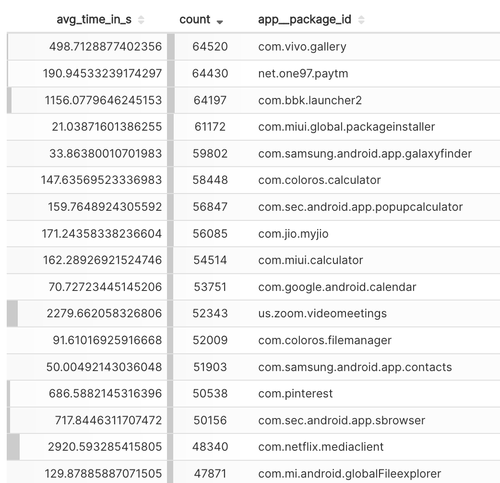 avg_time_in_s count app__package_id
498.7128877402356 64520 com.vivo.gallery
190.94533239174297 64430 net.one97.paytm
1156.0779646245153 64197 com.bbk.launcher2
21.03871601386255 61172 com.miui.global.packageinstaller
33.86380010701983 59802 com.samsung.android.app.galaxyfinder
147.63569523336983 58448 com.coloros.calculator
159.7648924305592 56847 com.sec.android.app.popupcalculator
171.24358338236604 56085 com.jio.myjio
162.28926921524746 54514 com.miui.calculator
70.72723445145206 53751 com.google.android.calendar
2279.662058326806 52343 us.zoom.videomeetings
91.61016925916668 52009 com.coloros.filemanager
50.00492143036048 51903 com.samsung.android.app.contacts
686.5882145316396 50538 com.pinterest
717.8446311707472 50156 com.sec.android.app.sbrowser
2920.593285415805 48340 com.netflix.mediaclient
129.87885887071505 47871 com.mi.android.globalFileexplorer